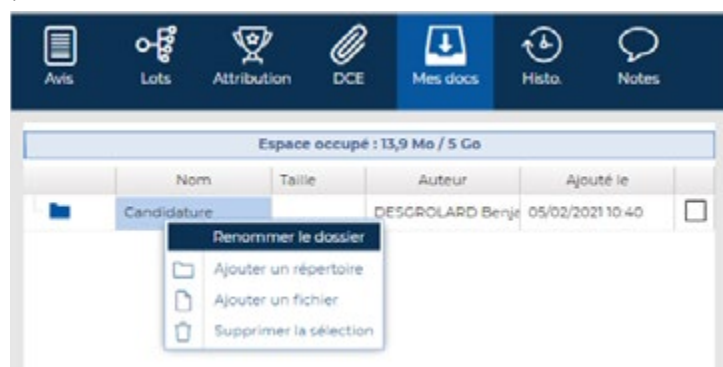 Avis Lots Attribution DCE Mes docs Histo. Notes
Espace occupé : 13,9 Mo / 5 Go
Nom Taille Auteur Ajouté le
Candidature DESGROLARD Benja 05/02/2021 10:40
Renommer le dossier
Ajouter un répertoire
Ajouter un fichier
Supprimer la sélection